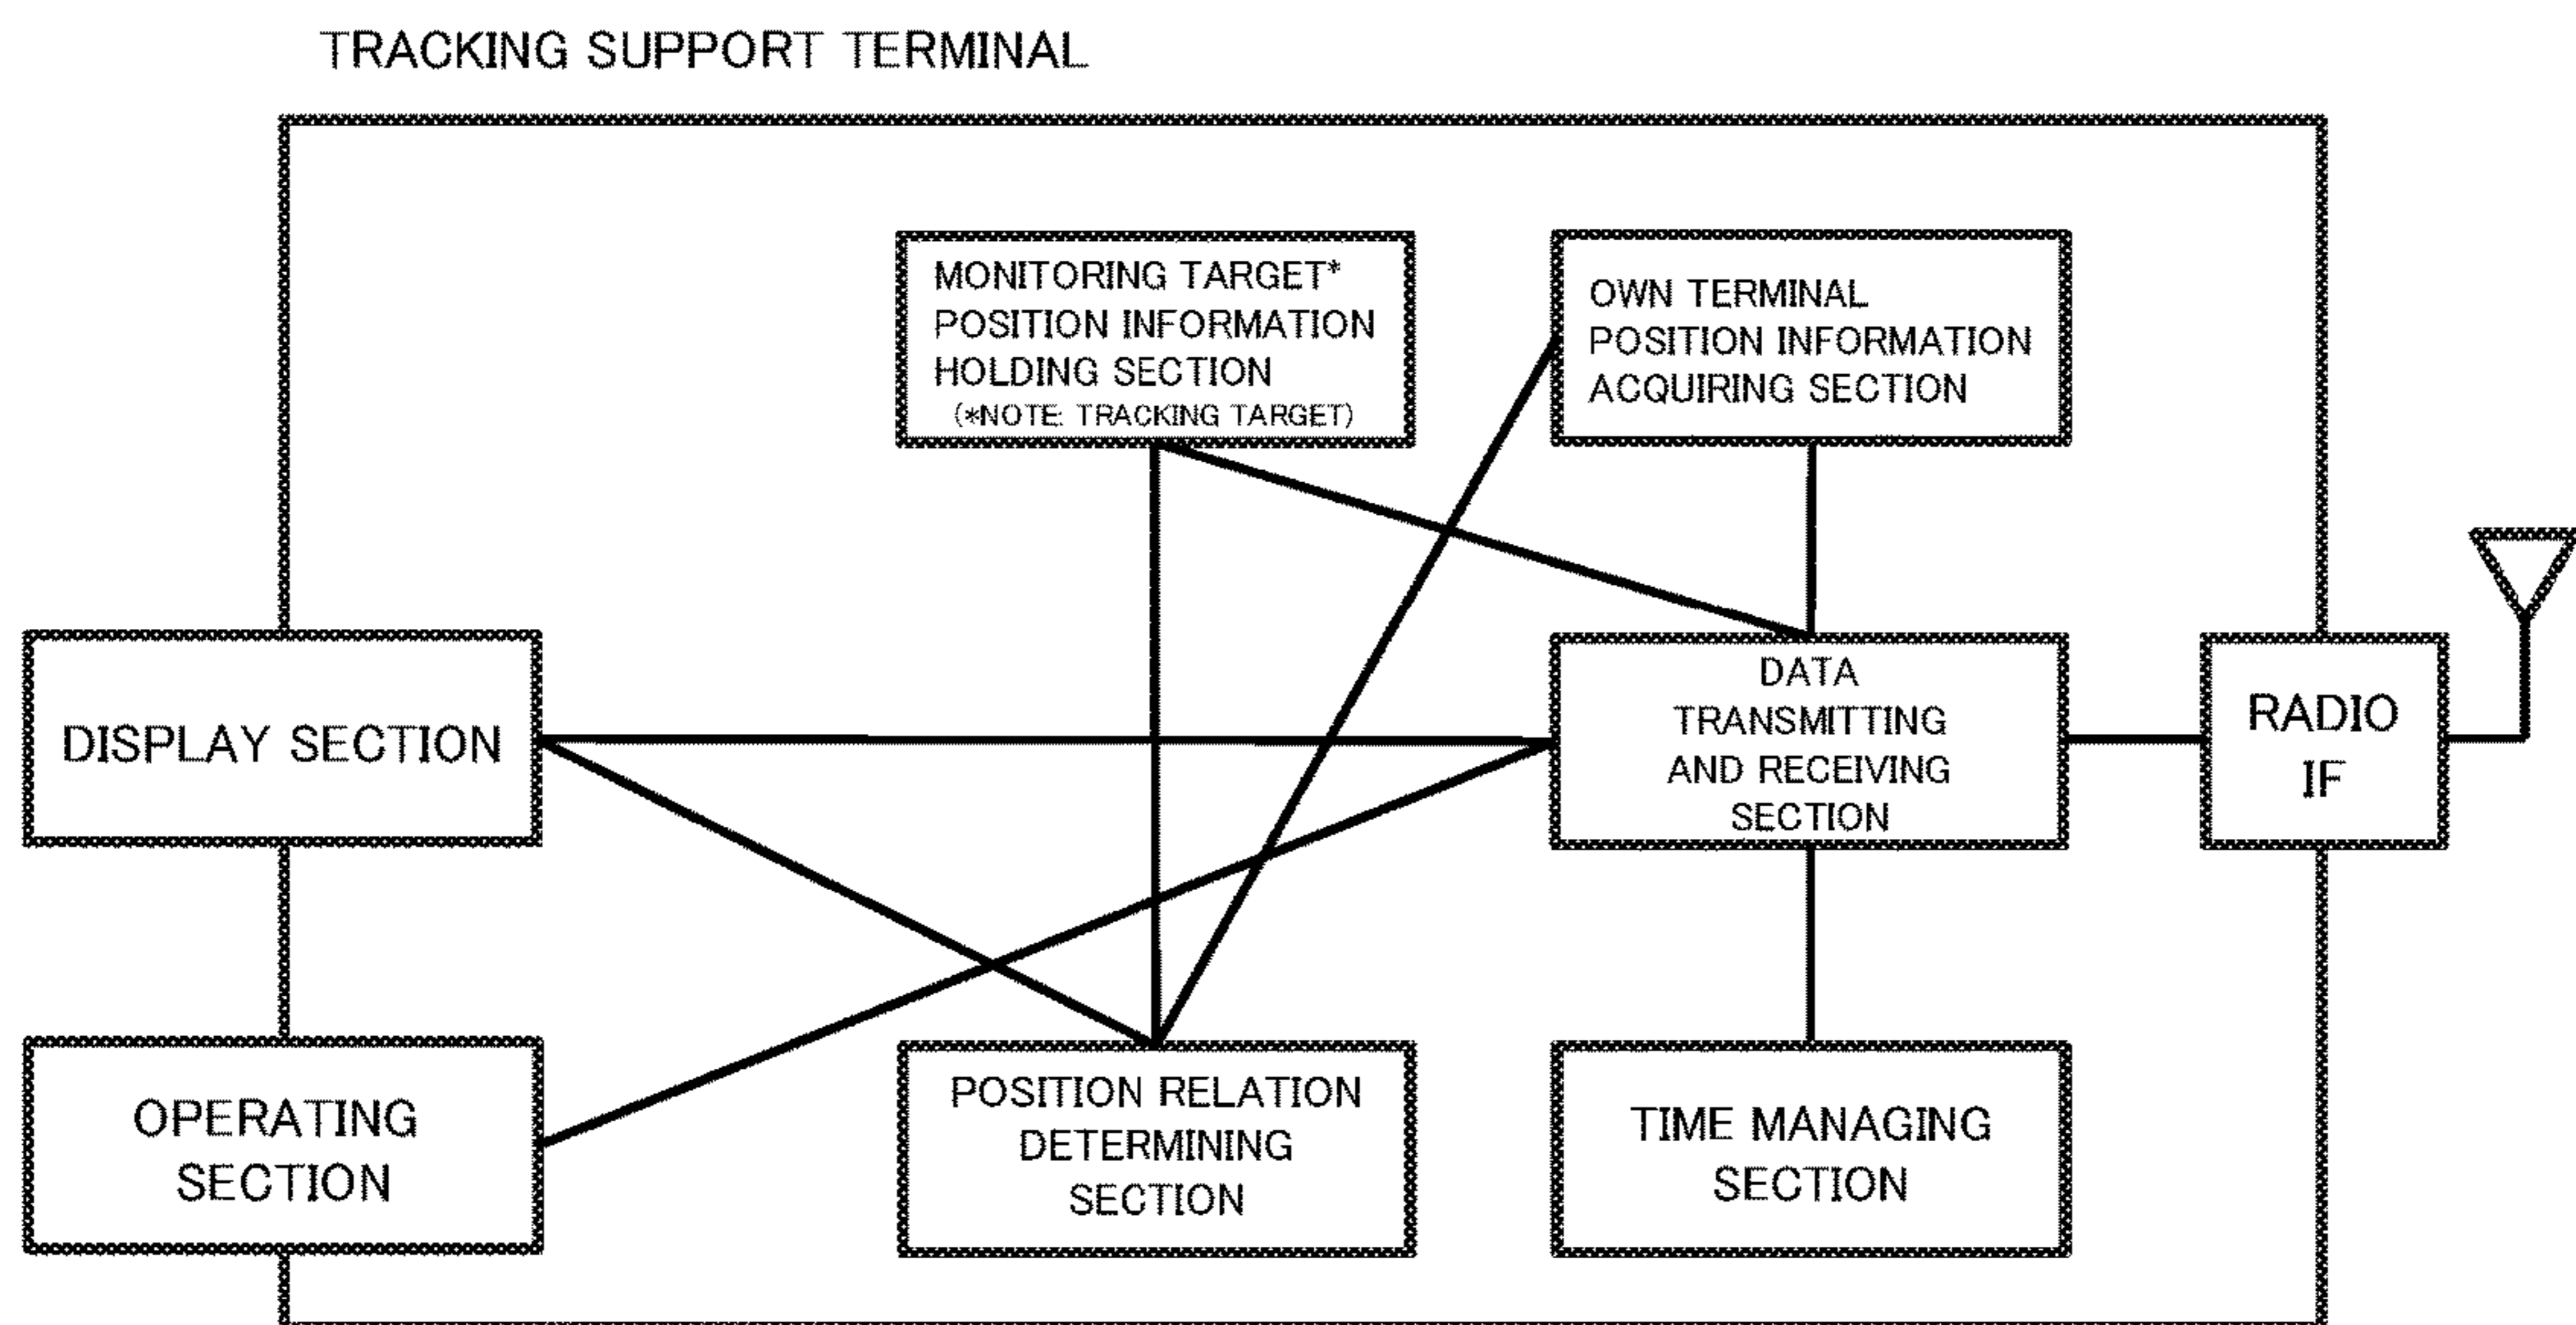 TRACKING SUPPORT TERMINAL
MONITORING TARGET*
POSITION INFORMATION
HOLDING SECTION
(*NOTE: TRACKING TARGET)
OWN TERMINAL
POSITION INFORMATION
ACQUIRING SECTION
DISPLAY SECTION
DATA
TRANSMITTING
AND RECEIVING
SECTION
RADIO
IF
OPERATING
SECTION
POSITION RELATION
DETERMINING
SECTION
TIME MANAGING
SECTION